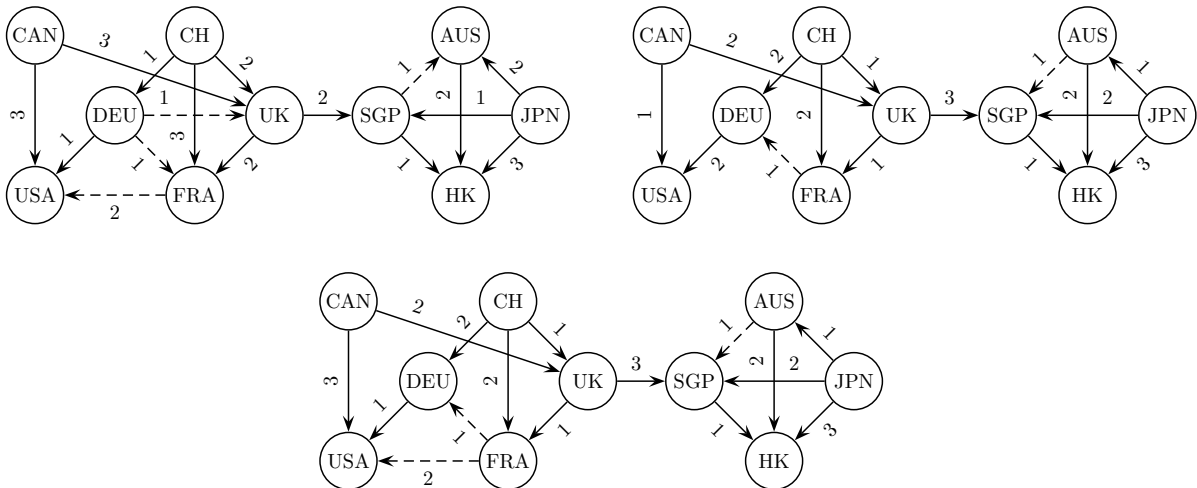 CAN CH AUS CAN CH AUS
3 1 2 1 2 2 2 1 1 1
3 1 2 2 1 1 2 3 2 2
DEU UK SGP JPN DEU UK SGP JPN
1 1 3 2 1 3 2 1 1 1 3
USA FRA HK USA FRA HK
2
CAN CH AUS
2 2 1 1 1
3 2 3 2 2
DEU UK SGP JPN
1 1 1 1 3
USA FRA HK
2